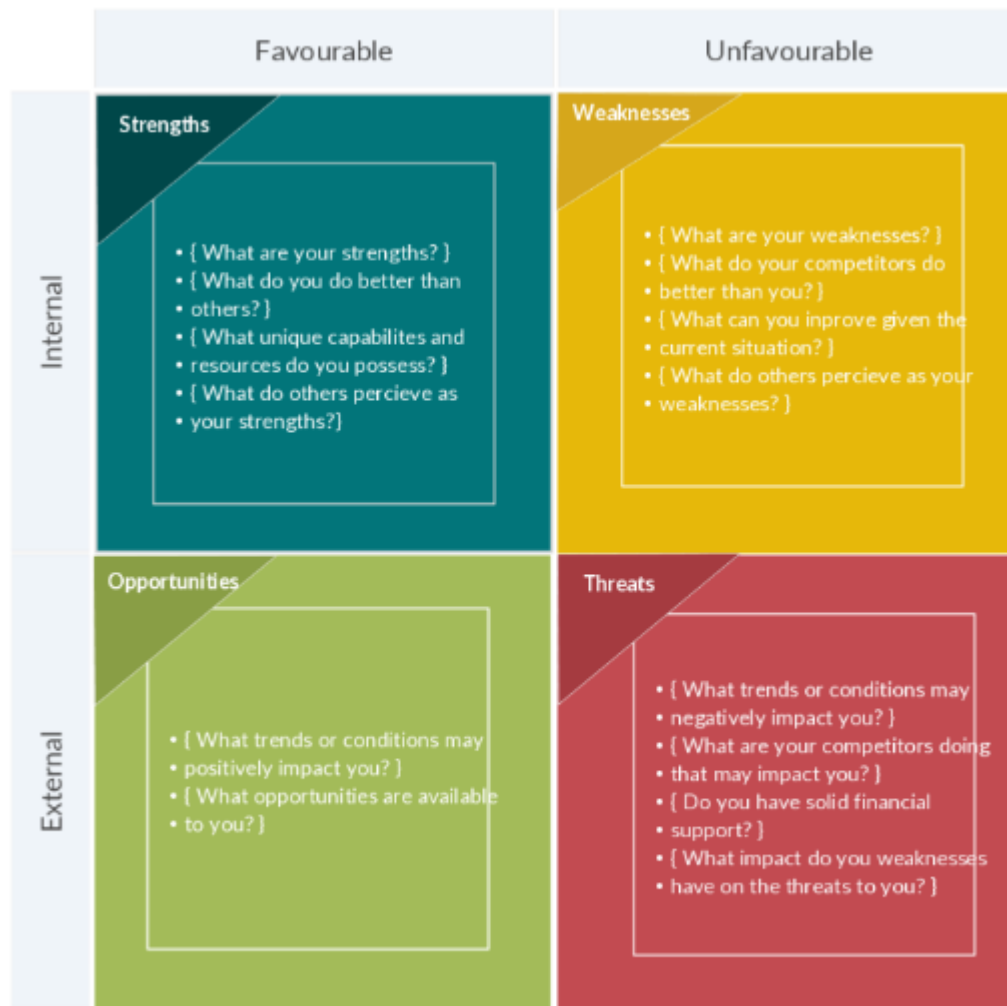 Favourable
Unfavourable
Internal
Strengths
• { What are your strengths? }
• { What do you do better than
• others? }
• { What unique capabilites and
• resources do you possess? }
• { What do others percieve as
• your strengths?}
Weaknesses
• { What are your weaknesses? }
• { What do your competitors do
• better than you? }
• { What can you inprove given the
• current situation? }
• { What do others percieve as your
• weaknesses? }
External
Opportunities
• { What trends or conditions may
• positively impact you? }
• { What opportunities are available
• to you? }
Threats
• { What trends or conditions may
• negatively impact you? }
• { What are your competitors doing
• that may impact you? }
• { Do you have solid financial
• support? }
• { What impact do you weaknesses
• have on the threats to you? }